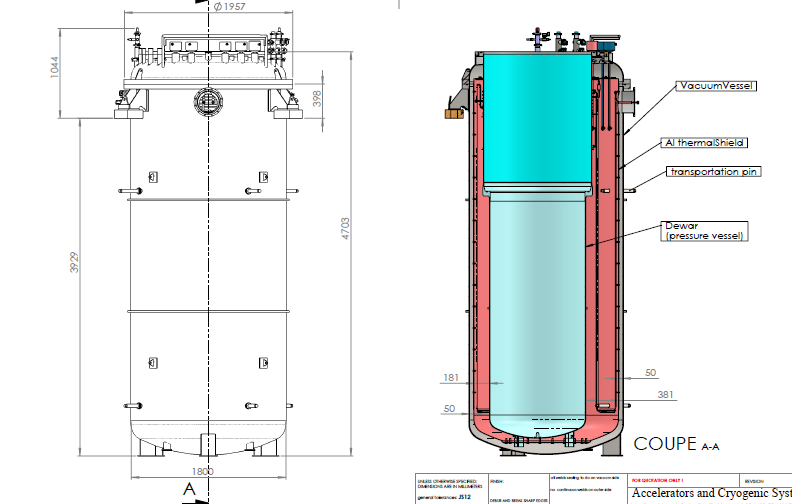 Ø1957
1044
398
3929
4703
1800
A
VacuumVessel
Al thermalShield
transportation pin
Dewar
(pressure vessel)
181
50
50
381
COUPE A-A
UNLESS OTHERWISE SPECIFIED:
DIMENSIONS ARE IN MILLIMETERS
general tolerances: JS12
FINISH:
DEBUR AND BREAK SHARP EDGES
all welds sealing to do on vacuum side
no continuous welds on outer side
FOR QUOTATION ONLY !
REVISION
Accelerators and Cryogenic Syst